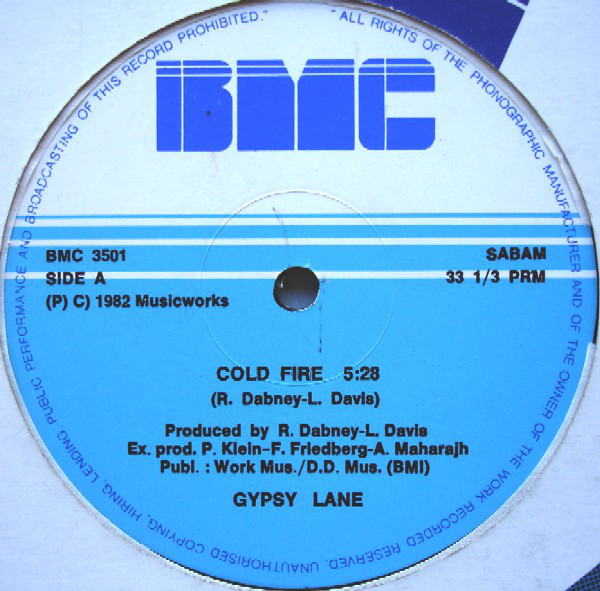 "ALL RIGHTS OF THE PHONOGRAPHIC MANUFACTURER AND OF THE OWNER OF THE WORK RECORDED RESERVED. UNAUTHORISED COPYING, HIRING, LENDING, PUBLIC PERFORMANCE AND BROADCASTING OF THIS RECORD PROHIBITED."
BMC
BMC 3501 SABAM
SIDE A 33 1/3 PRM
(P) C) 1982 Musicworks
COLD FIRE 5:28
(R. Dabney-L. Davis)
Produced by R. Dabney-L. Davis
Ex. prod. P. Klein-F. Friedberg-A. Maharajh
Publ. : Work Mus./D.D. Mus. (BMI)
GYPSY LANE